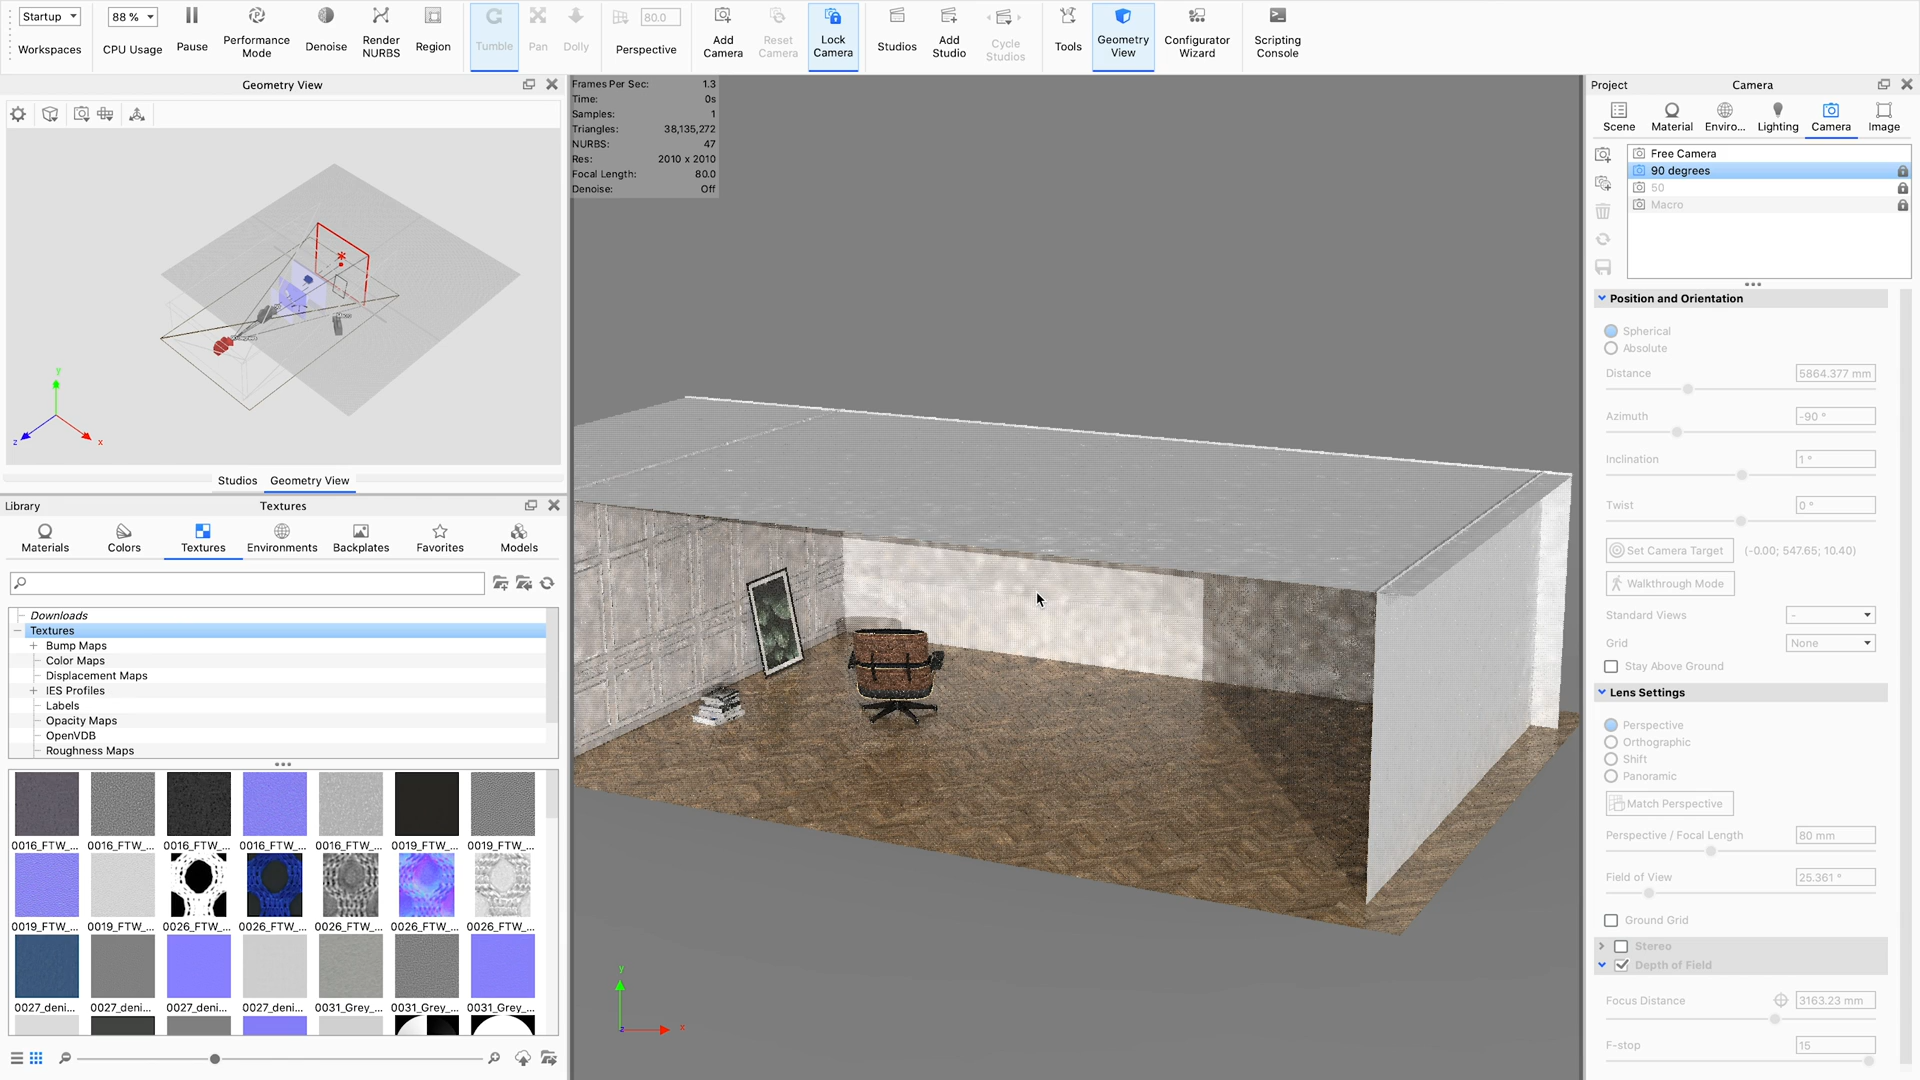 Startup
Workspaces
88 %
CPU Usage
Pause
Performance
Mode
Denoise
Render
NURBS
Region
Tumble
Pan
Dolly
80.0
Perspective
Add
Camera
Reset
Camera
Lock
Camera
Studios
Add
Studio
Cycle
Studios
Tools
Geometry
View
Configurator
Wizard
Scripting
Console
Geometry View
y
z
x
Studios
Geometry View
Library
Textures
Materials
Colors
Textures
Environments
Backplates
Favorites
Models
Downloads
Textures
Bump Maps
Color Maps
Displacement Maps
IES Profiles
Labels
Opacity Maps
OpenVDB
Roughness Maps
0016_FTW_... 0016_FTW_... 0016_FTW_... 0016_FTW_... 0016_FTW_... 0019_FTW_... 0019_FTW_...
0019_FTW_... 0019_FTW_... 0026_FTW_... 0026_FTW_... 0026_FTW_... 0026_FTW_... 0026_FTW_...
0027_deni... 0027_deni... 0027_deni... 0027_deni... 0031_Grey_... 0031_Grey_... 0031_Grey_...
Frames Per Sec: 1.3
Time: 0s
Samples: 1
Triangles: 38,135,272
NURBS: 47
Res: 2010 x 2010
Focal Length: 80.0
Denoise: Off
y
z
x
Project
Camera
Scene
Material
Enviro...
Lighting
Camera
Image
Free Camera
90 degrees
50
Macro
Position and Orientation
Spherical
Absolute
Distance 5864.377 mm
Azimuth -90 °
Inclination 1 °
Twist 0 °
Set Camera Target (-0.00; 547.65; 10.40)
Walkthrough Mode
Standard Views -
Grid None
Stay Above Ground
Lens Settings
Perspective
Orthographic
Shift
Panoramic
Match Perspective
Perspective / Focal Length 80 mm
Field of View 25.361 °
Ground Grid
Stereo
Depth of Field
Focus Distance 3163.23 mm
F-stop 15